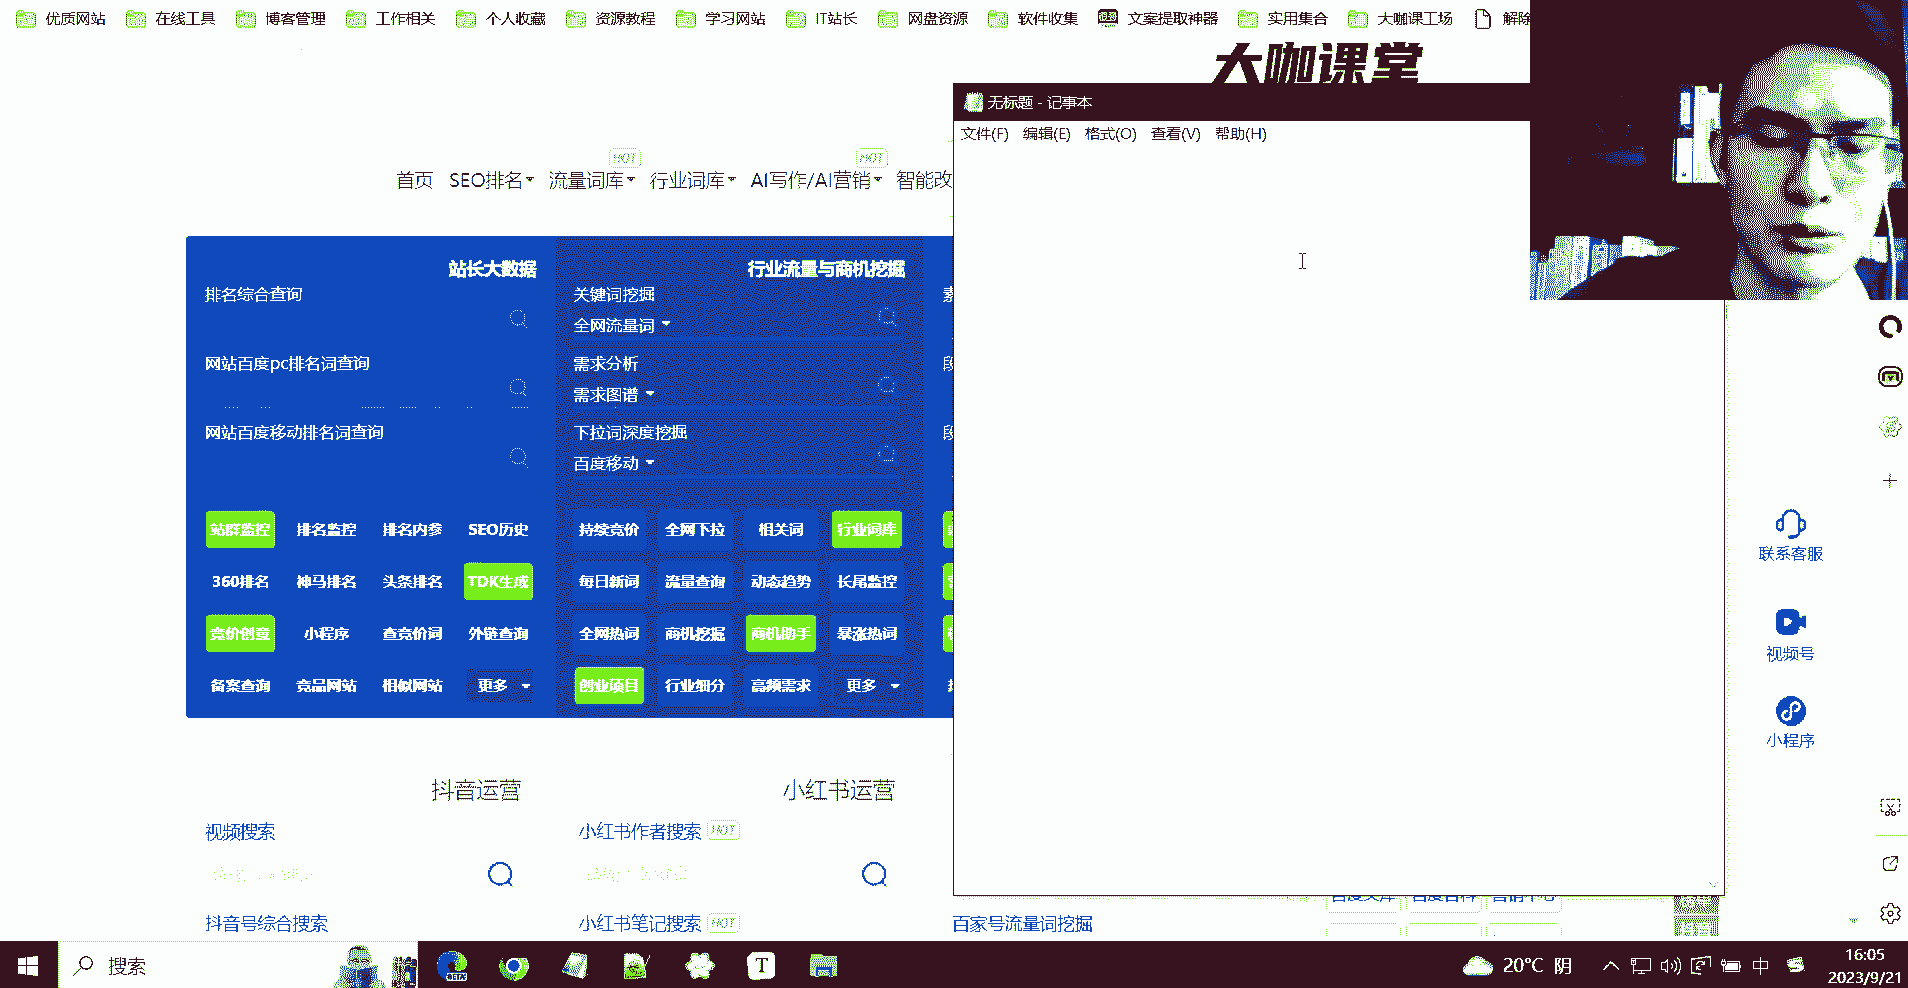 优质网站 在线工具 博客管理 工作相关 个人收藏 资源教程 学习网站 IT站长 网盘资源 软件收集 文案提取神器 实用集合 大咖课工场 解除
大咖课堂
无标题 - 记事本
文件(F) 编辑(E) 格式(O) 查看(V) 帮助(H)
HOT HOT
首页 SEO排名 流量词库 行业词库 AI写作/AI营销 智能改
站长大数据 行业流量与商机挖掘
排名综合查询 关键词挖掘
全网流量词
网站百度pc排名词查询 需求分析
需求图谱
网站百度移动排名词查询 下拉词深度挖掘
百度移动
站群监控 排名监控 排名内参 SEO历史 持续竞价 全网下拉 相关词 行业词库
360排名 神马排名 头条排名 TDK生成 每日新词 流量查询 动态趋势 长尾监控
竞价创意 小程序 查竞价词 外链查询 全网热词 商机挖掘 商机助手 暴涨热词
备案查询 竞品网站 相似网站 更多 创业项目 行业细分 高频需求 更多
联系客服
视频号
小程序
抖音运营 小红书运营
视频搜索 小红书作者搜索 HOT
抖音号综合搜索 小红书笔记搜索 HOT 百家号流量词挖掘
搜索
BETA
T
20°C 阴
中
16:05
2023/9/21